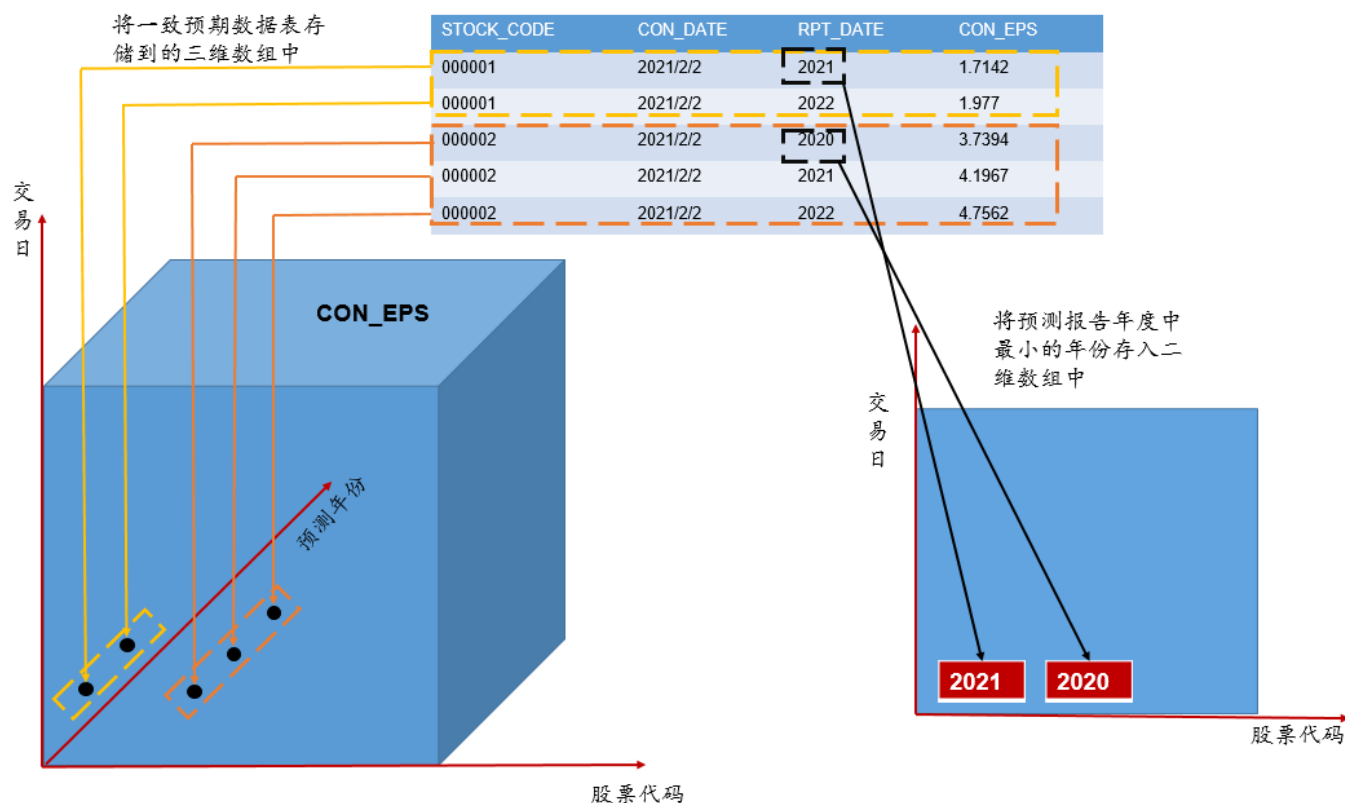 将一致预期数据表存
储到的三维数组中
STOCK_CODE CON_DATE RPT_DATE CON_EPS
000001 2021/2/2 2021 1.7142
000001 2021/2/2 2022 1.977
000002 2021/2/2 2020 3.7394
000002 2021/2/2 2021 4.1967
000002 2021/2/2 2022 4.7562
交
易
日
CON_EPS
预测年份
股票代码
将预测报告年度中
最小的年份存入二
维数组中
交
易
日
2021 2020
股票代码